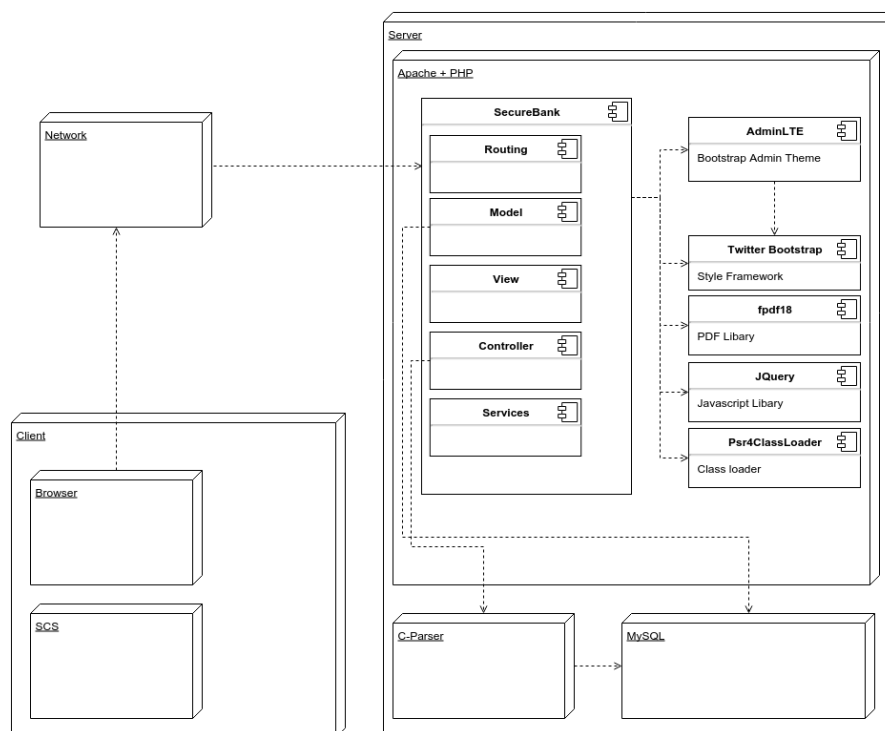 Server
Apache + PHP
SecureBank
Routing
Model
View
Controller
Services
AdminLTE
Bootstrap Admin Theme
Twitter Bootstrap
Style Framework
fpdf18
PDF Libary
JQuery
Javascript Libary
Psr4ClassLoader
Class loader
Network
Client
Browser
SCS
C-Parser
MySQL